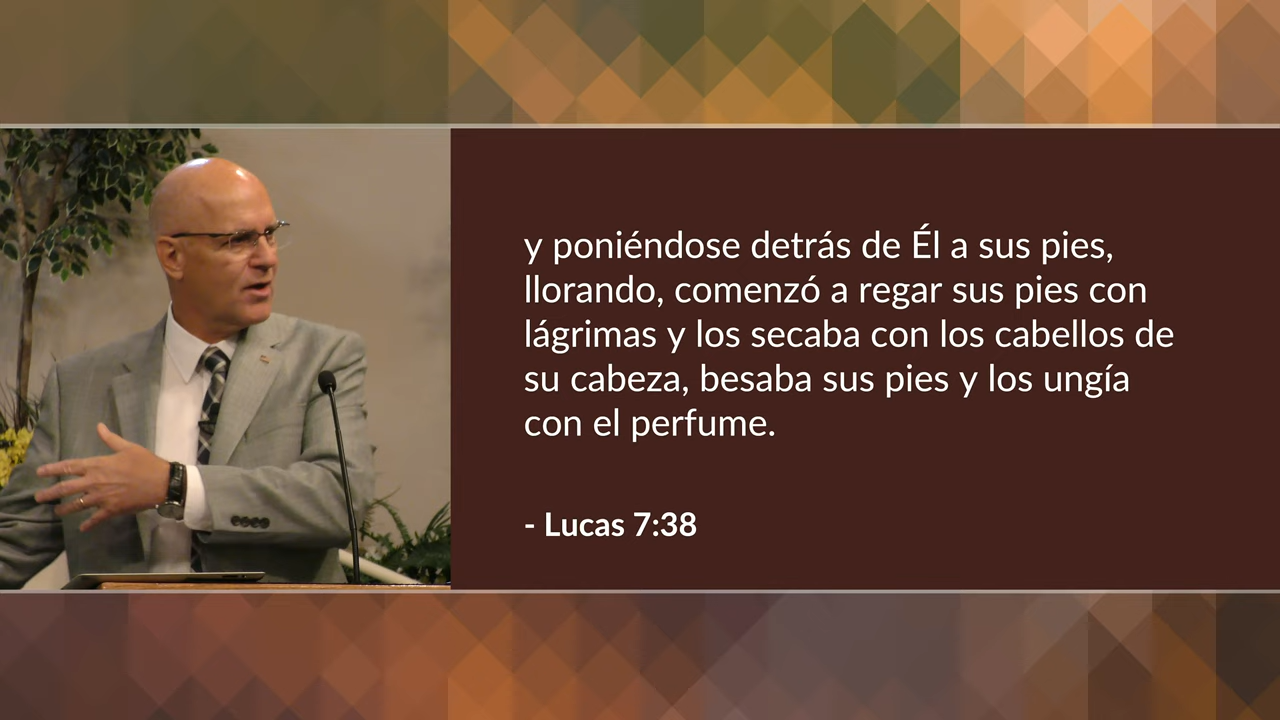 y poniéndose detrás de Él a sus pies,
llorando, comenzó a regar sus pies con
lágrimas y los secaba con los cabellos de
su cabeza, besaba sus pies y los ungía
con el perfume.
- Lucas 7:38